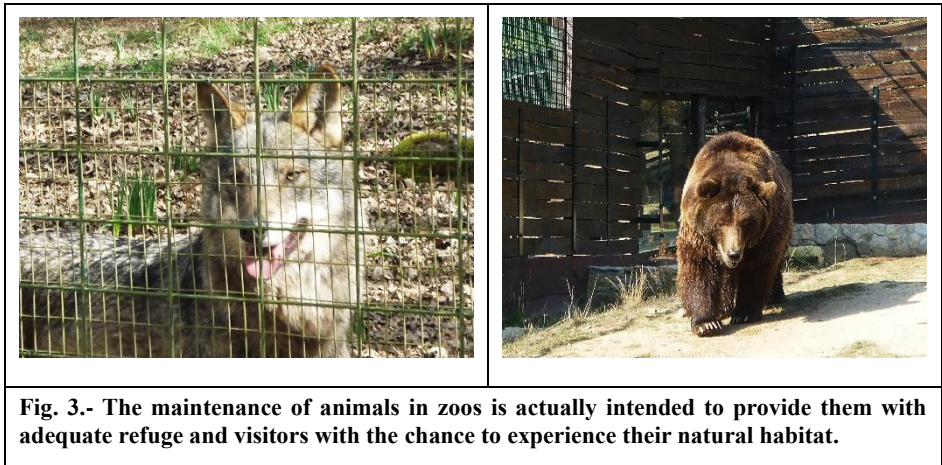 Fig. 3.- The maintenance of animals in zoos is actually intended to provide them with
adequate refuge and visitors with the chance to experience their natural habitat.